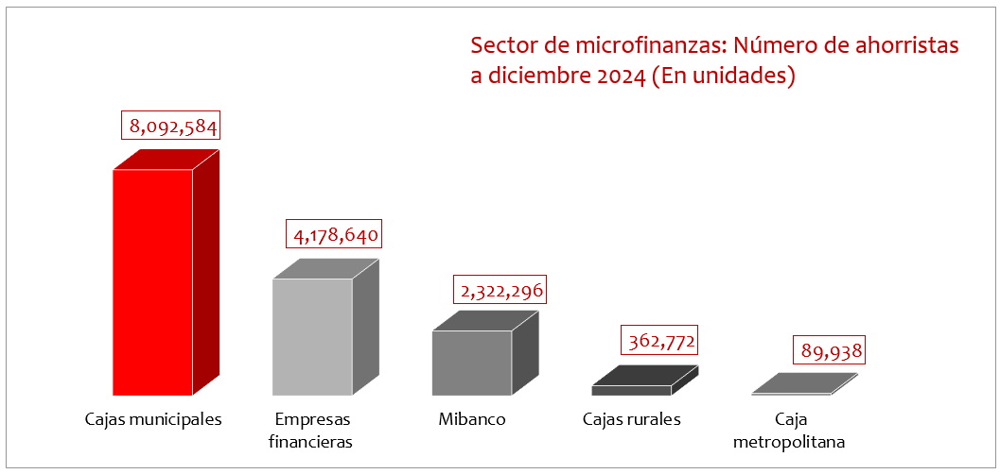 Sector de microfinanzas: Número de ahorristas
a diciembre 2024 (En unidades)
8,092,584
4,178,640
2,322,296
362,772
89,938
Cajas municipales
Empresas
financieras
Mibanco
Cajas rurales
Caja
metropolitana